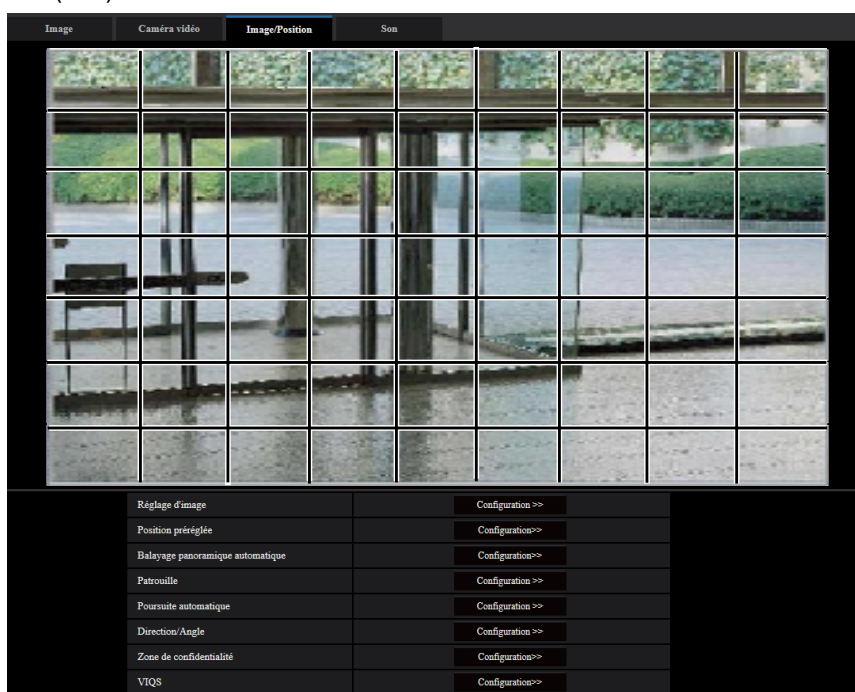 Image Caméra vidéo Image/Position Son
Réglage d'image Configuration >>
Position préréglée Configuration>>
Balayage panoramique automatique Configuration>>
Patrouille Configuration >>
Poursuite automatique Configuration >>
Direction/Angle Configuration >>
Zone de confidentialité Configuration>>
VIQS Configuration>>